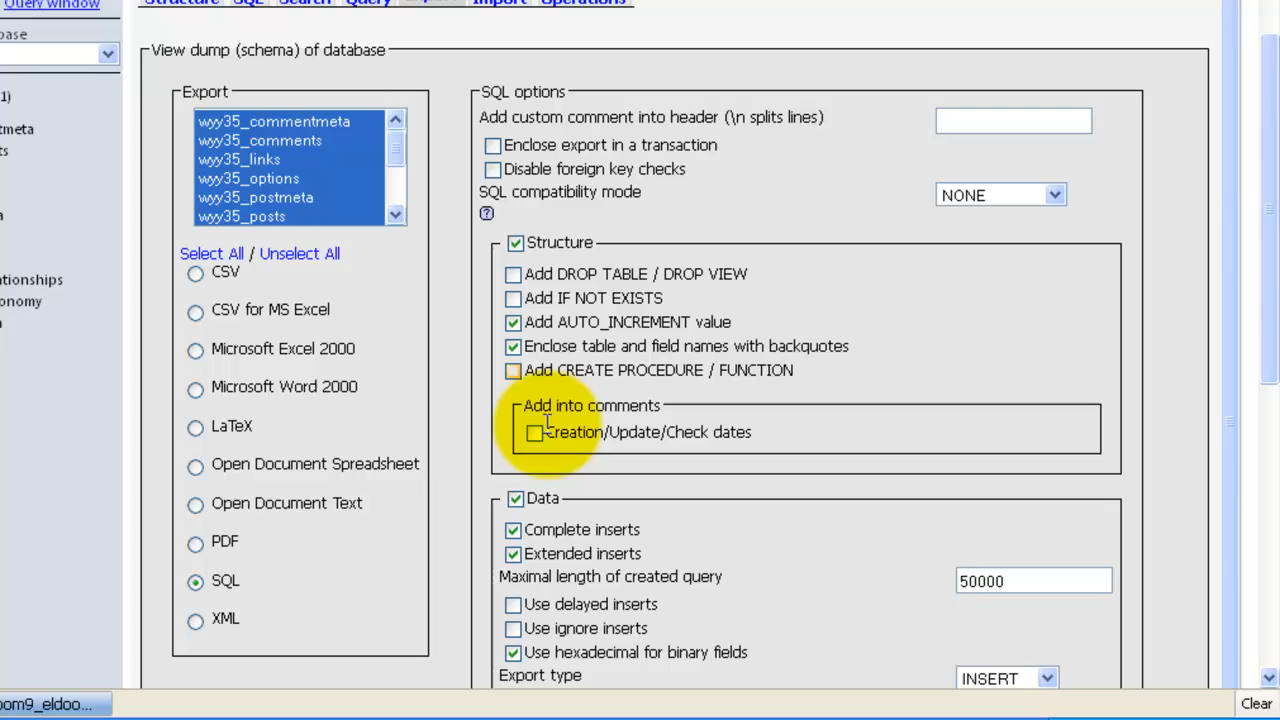 Query window
Structure SQL Search Query Export Import Operations
base
View dump (schema) of database
1)
tmeta
ts
a
ationships
onomy
Export
wyy35_commentmeta
wyy35_comments
wyy35_links
wyy35_options
wyy35_postmeta
wyy35_posts
Select All / Unselect All
CSV
CSV for MS Excel
Microsoft Excel 2000
Microsoft Word 2000
LaTeX
Open Document Spreadsheet
Open Document Text
PDF
SQL
XML
SQL options
Add custom comment into header (\n splits lines)
Enclose export in a transaction
Disable foreign key checks
SQL compatibility mode
NONE
?
Structure
Add DROP TABLE / DROP VIEW
Add IF NOT EXISTS
Add AUTO_INCREMENT value
Enclose table and field names with backquotes
Add CREATE PROCEDURE / FUNCTION
Add into comments
Creation/Update/Check dates
Data
Complete inserts
Extended inserts
Maximal length of created query
50000
Use delayed inserts
Use ignore inserts
Use hexadecimal for binary fields
Export type
INSERT
oom9_eldoo...
Clear